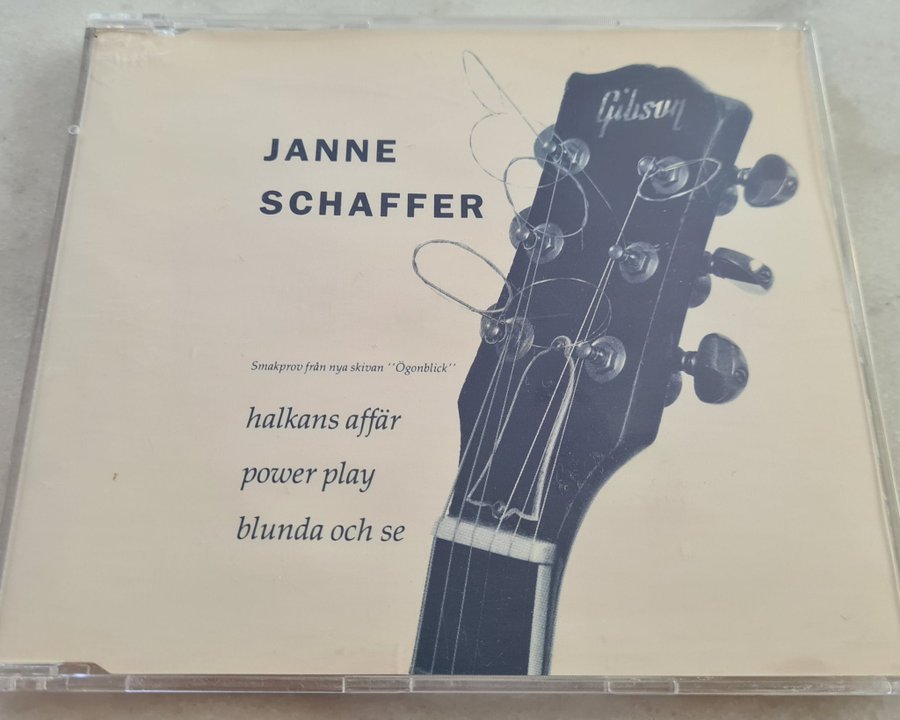 JANNE
SCHAFFER
Gibson
Smakprov från nya skivan ''Ögonblick''
halkans affär
power play
blunda och se